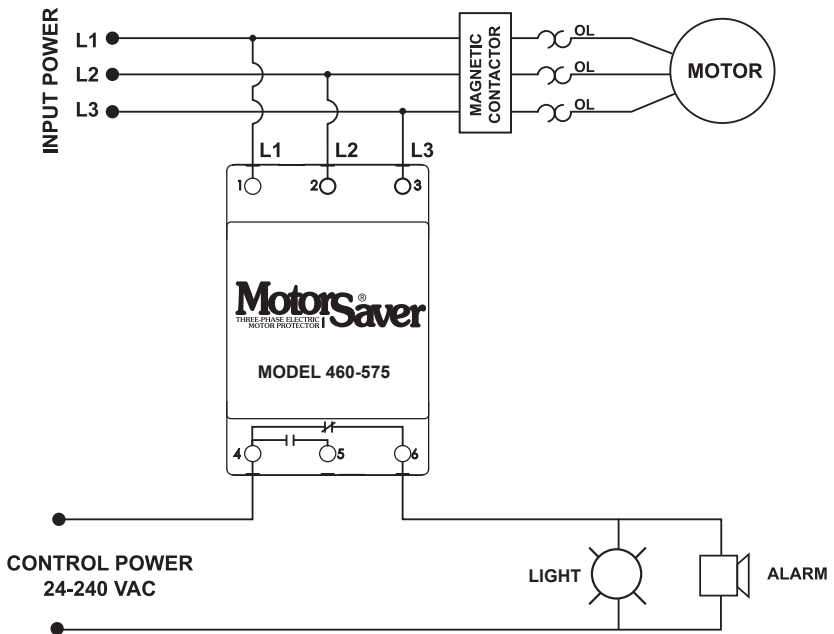 INPUT POWER
L1
L2
L3
MAGNETIC
CONTACTOR
OL
OL
OL
MOTOR
L1
L2
L3
1
2
3
MotorSaver®
THREE-PHASE ELECTRIC
MOTOR PROTECTOR
MODEL 460-575
4
5
6
CONTROL POWER
24-240 VAC
LIGHT
ALARM